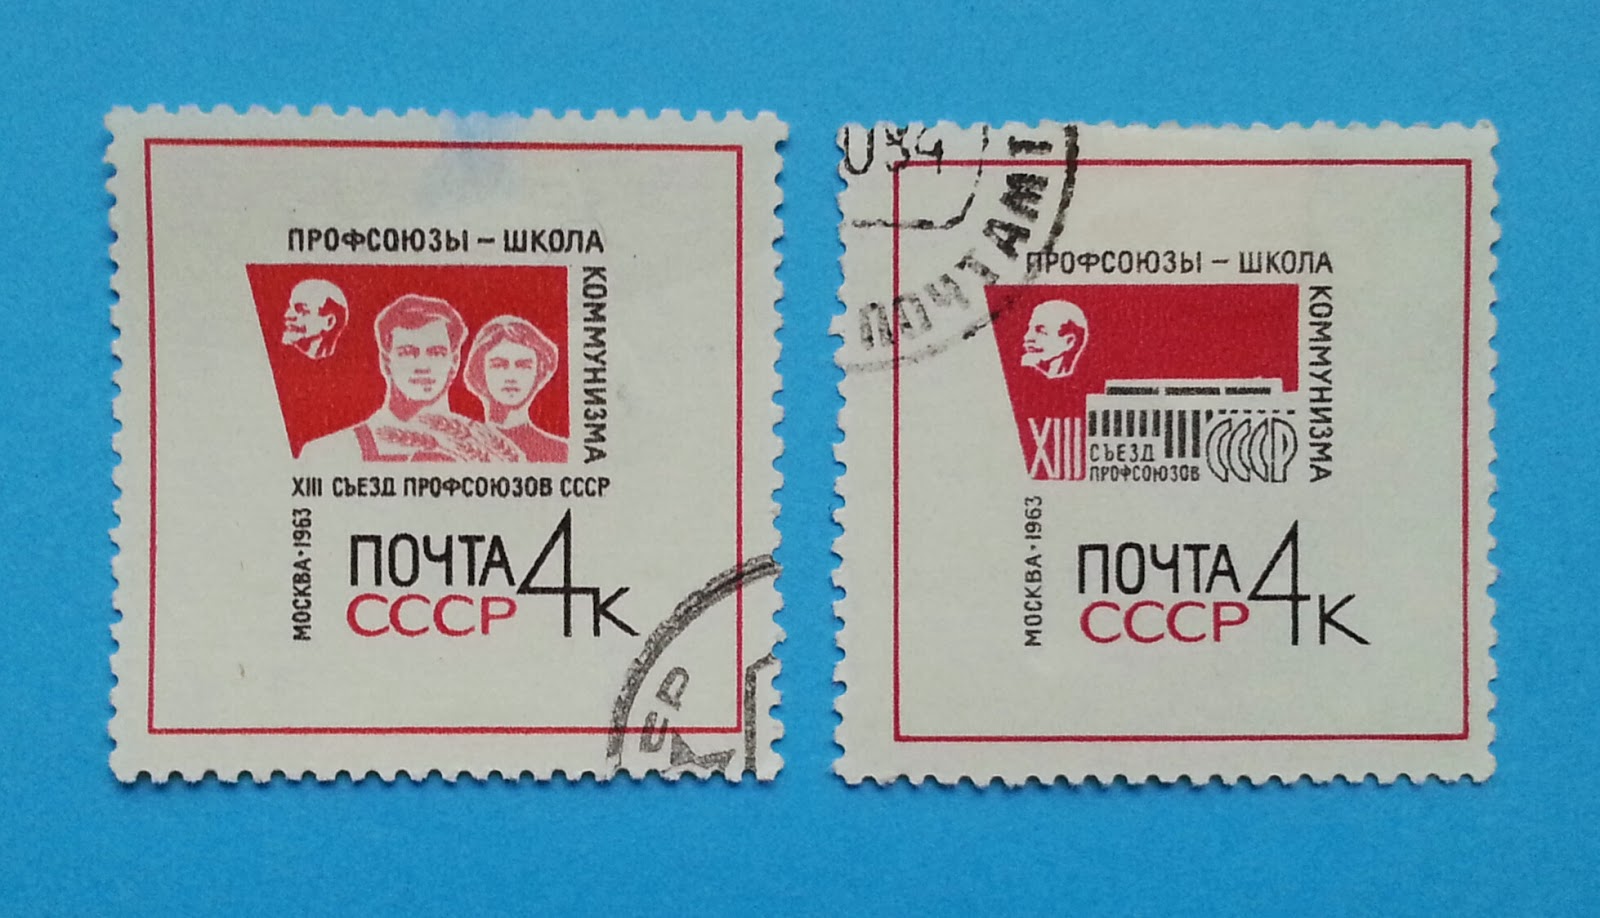 ПРОФСОЮЗЫ – ШКОЛА
КОММУНИЗМА
XIII СЪЕЗД ПРОФСОЮЗОВ СССР
МОСКВА·1963
ПОЧТА 4К
СССР
ПОЧТАМТ
ПРОФСОЮЗЫ – ШКОЛА
КОММУНИЗМА
XIII СЪЕЗД
ПРОФСОЮЗОВ
СССР
МОСКВА·1963
ПОЧТА 4К
СССР